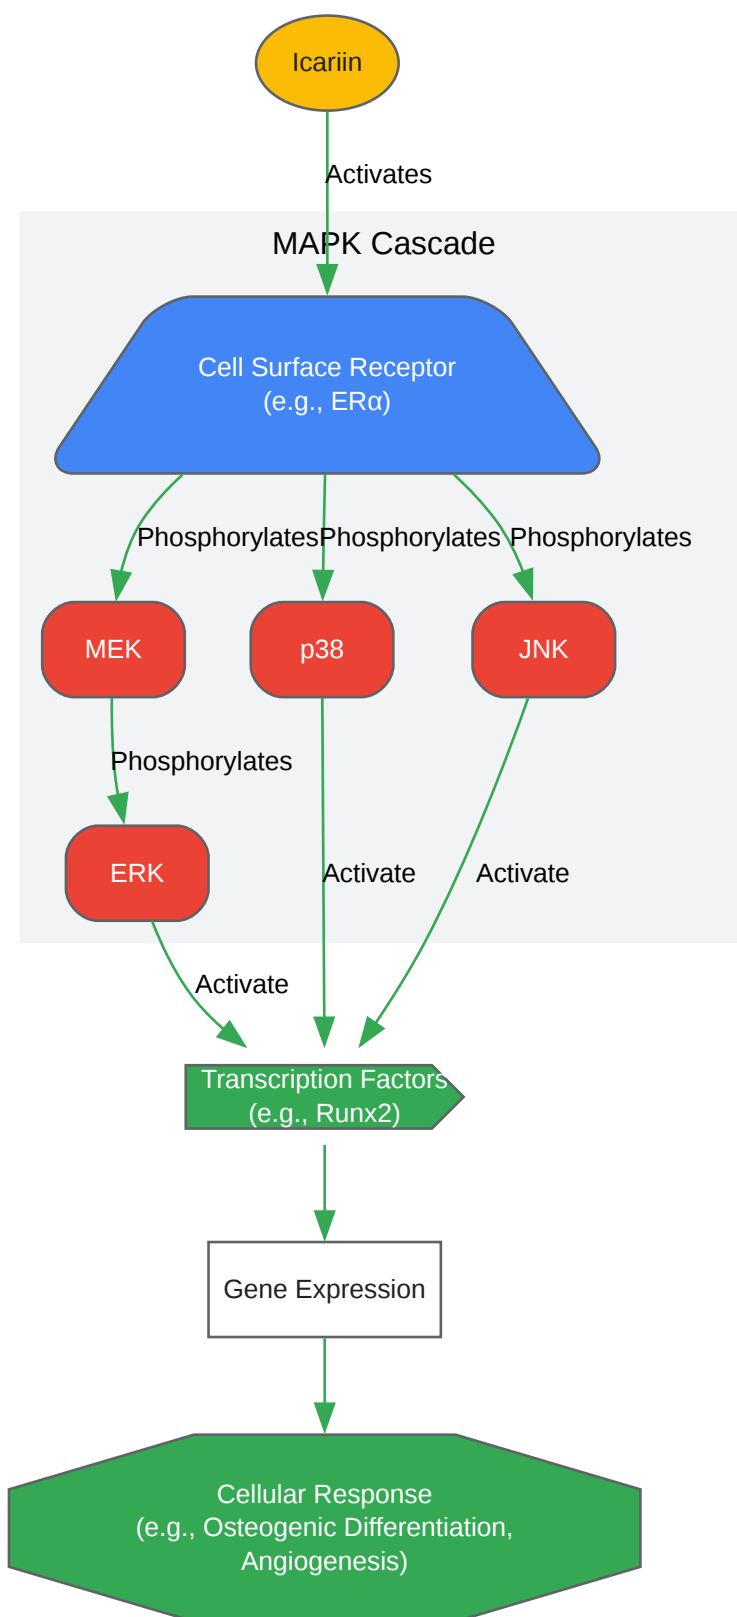 Icariin
Activates
MAPK Cascade
Cell Surface Receptor
(e.g., ERα)
Phosphorylates
Phosphorylates
Phosphorylates
MEK
p38
JNK
Phosphorylates
ERK
Activate
Activate
Activate
Transcription Factors
(e.g., Runx2)
Gene Expression
Cellular Response
(e.g., Osteogenic Differentiation,
Angiogenesis)